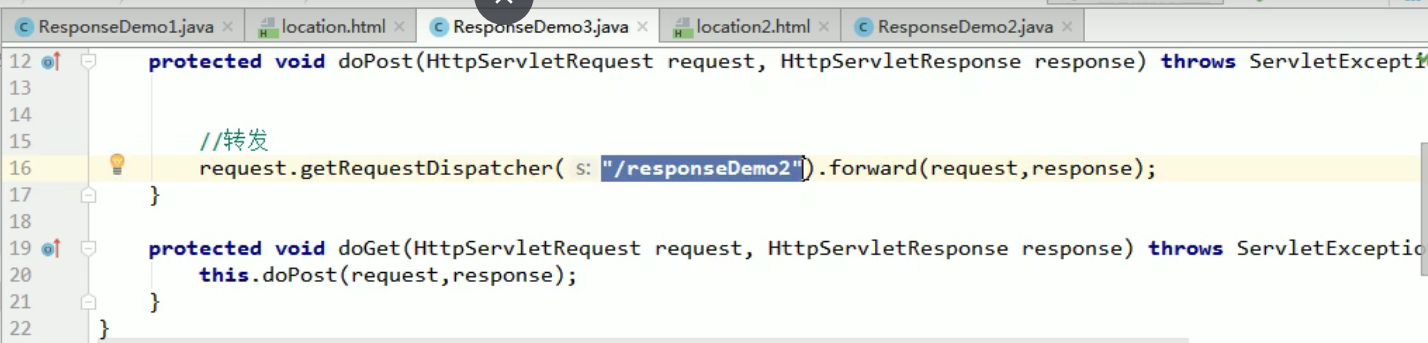 ResponseDemo1.java location.html ResponseDemo3.java location2.html ResponseDemo2.java
12 protected void doPost(HttpServletRequest request, HttpServletResponse response) throws ServletExcepti
13
14
15 //转发
16 request.getRequestDispatcher( s: "/responseDemo2").forward(request,response);
17 }
18
19 protected void doGet(HttpServletRequest request, HttpServletResponse response) throws ServletExceptio
20 this.doPost(request,response);
21 }
22 }